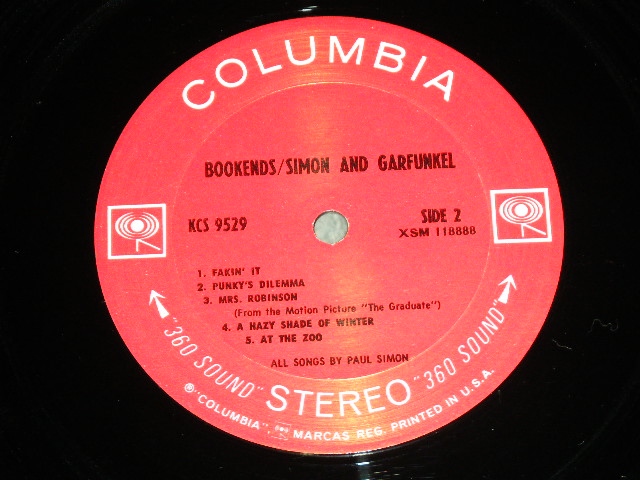 COLUMBIA
BOOKENDS/SIMON AND GARFUNKEL
KCS 9529
SIDE 2
XSM 118888
1. FAKIN' IT
2. PUNKY'S DILEMMA
3. MRS. ROBINSON
(From the Motion Picture "The Graduate")
4. A HAZY SHADE OF WINTER
5. AT THE ZOO
ALL SONGS BY PAUL SIMON
"360 SOUND" STEREO "360 SOUND"
Ⓡ "COLUMBIA", MARCAS REG. PRINTED IN U.S.A.